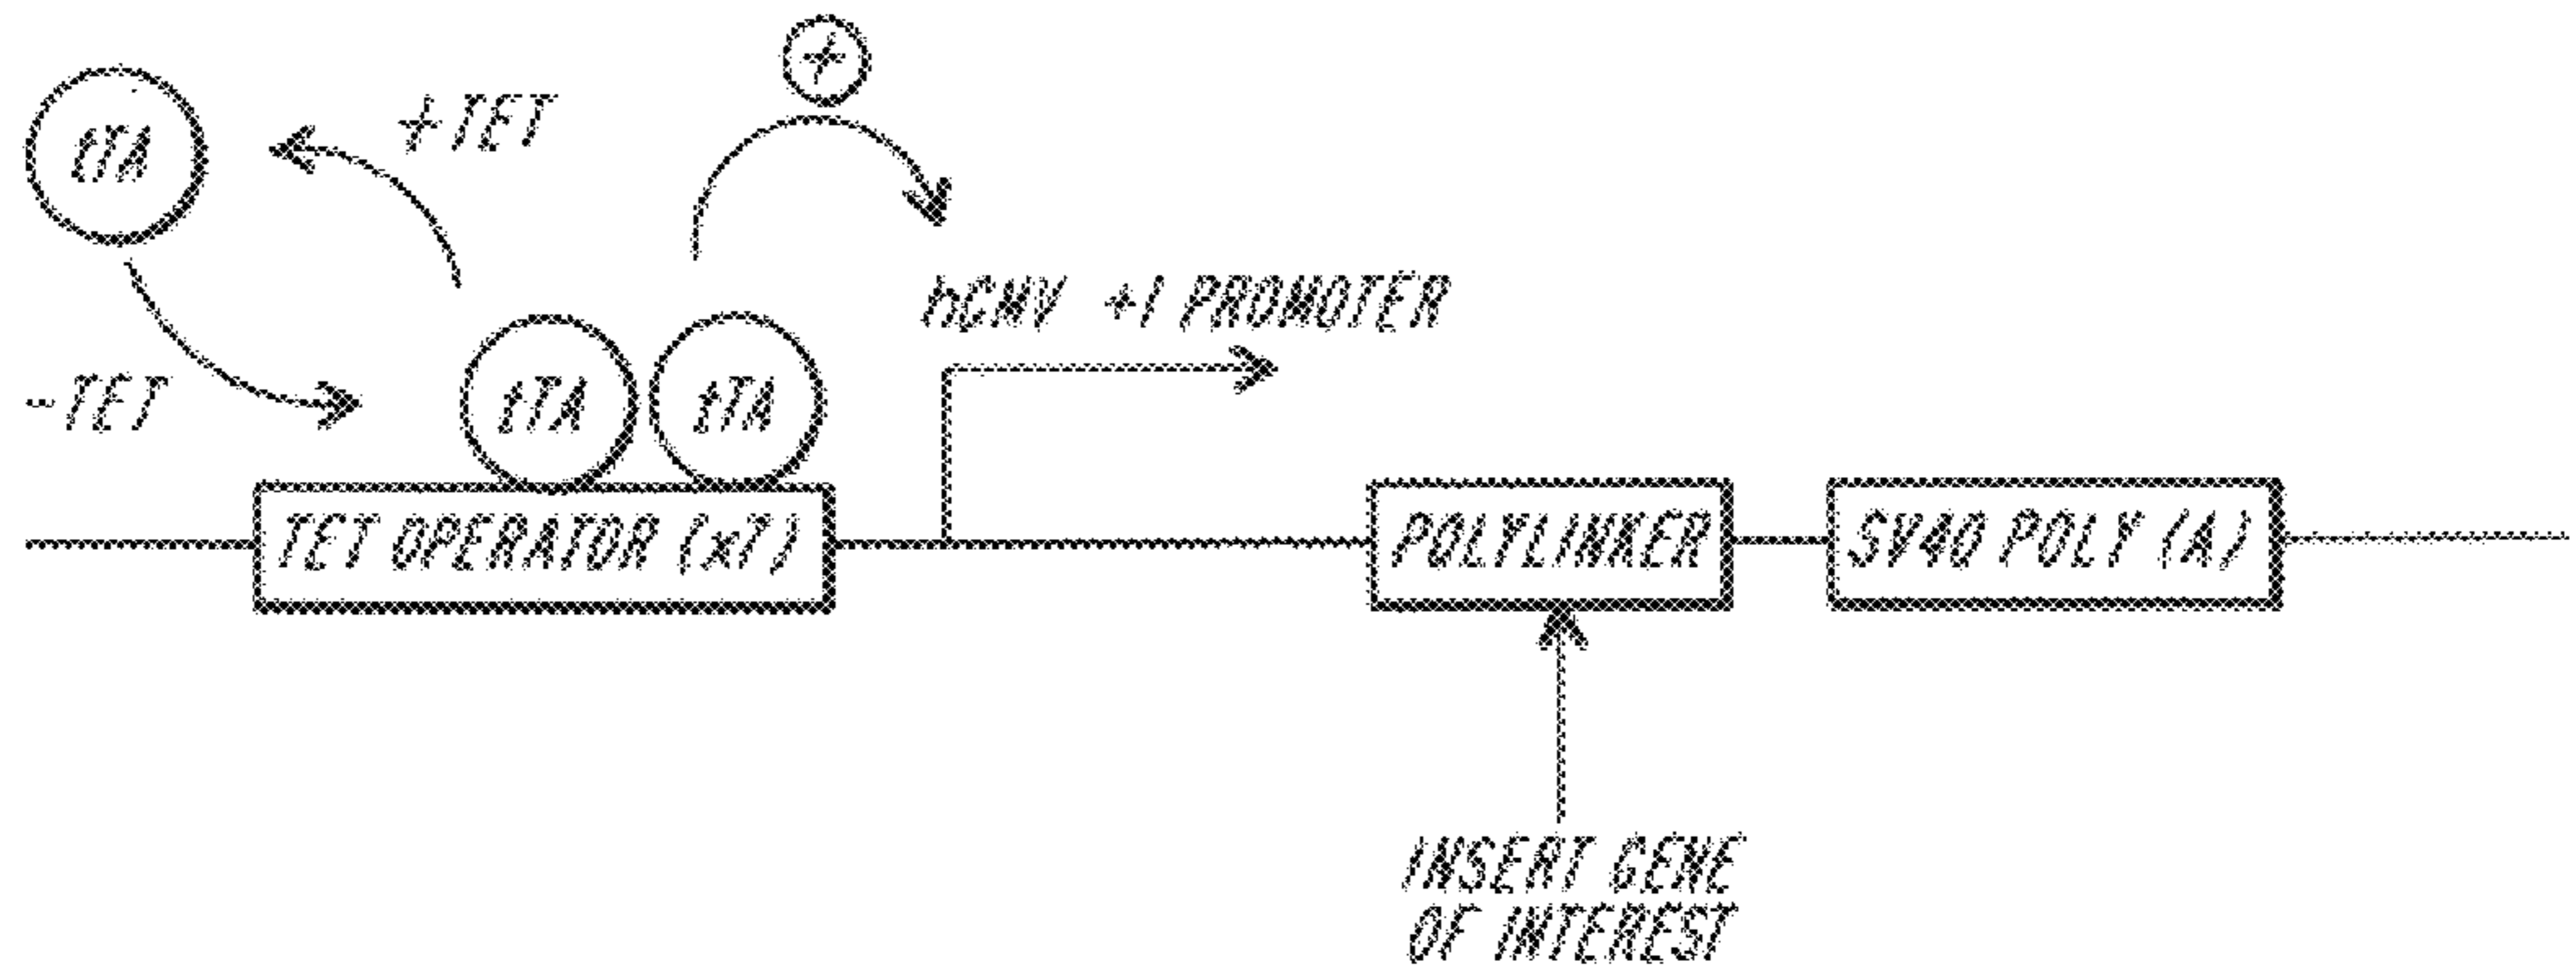 +
tTA
+TET
hCMV +1 PROMOTER
-TET
tTA
tTA
TET OPERATOR (x7)
POLYLINKER
SV40 POLY (A)
INSERT GENE
OF INTEREST